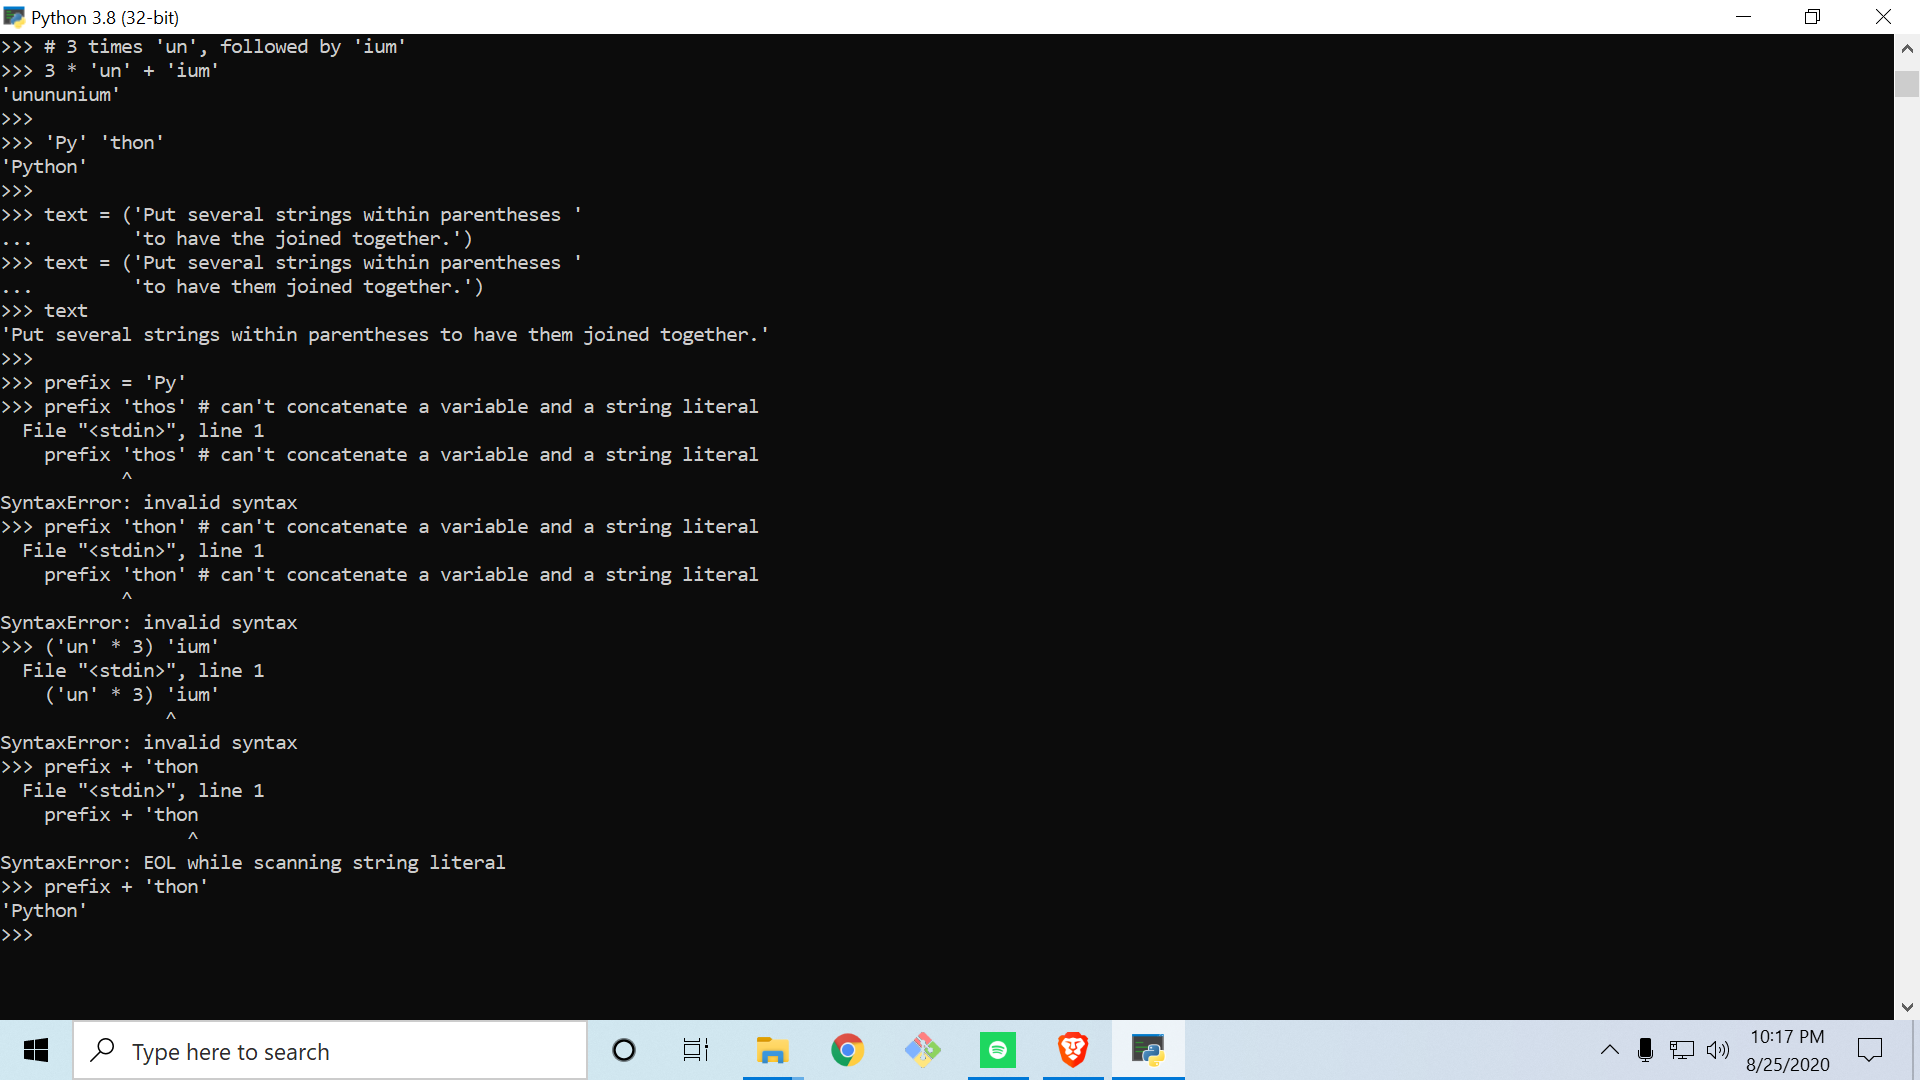 Python 3.8 (32-bit)
>>> # 3 times 'un', followed by 'ium'
>>> 3 * 'un' + 'ium'
'unununium'
>>>
>>> 'Py' 'thon'
'Python'
>>>
>>> text = ('Put several strings within parentheses '
...         'to have the joined together.')
>>> text = ('Put several strings within parentheses '
...         'to have them joined together.')
>>> text
'Put several strings within parentheses to have them joined together.'
>>>
>>> prefix = 'Py'
>>> prefix 'thos' # can't concatenate a variable and a string literal
  File "<stdin>", line 1
    prefix 'thos' # can't concatenate a variable and a string literal
           ^
SyntaxError: invalid syntax
>>> prefix 'thon' # can't concatenate a variable and a string literal
  File "<stdin>", line 1
    prefix 'thon' # can't concatenate a variable and a string literal
           ^
SyntaxError: invalid syntax
>>> ('un' * 3) 'ium'
  File "<stdin>", line 1
    ('un' * 3) 'ium'
               ^
SyntaxError: invalid syntax
>>> prefix + 'thon
  File "<stdin>", line 1
    prefix + 'thon
                 ^
SyntaxError: EOL while scanning string literal
>>> prefix + 'thon'
'Python'
>>>
Type here to search
10:17 PM
8/25/2020